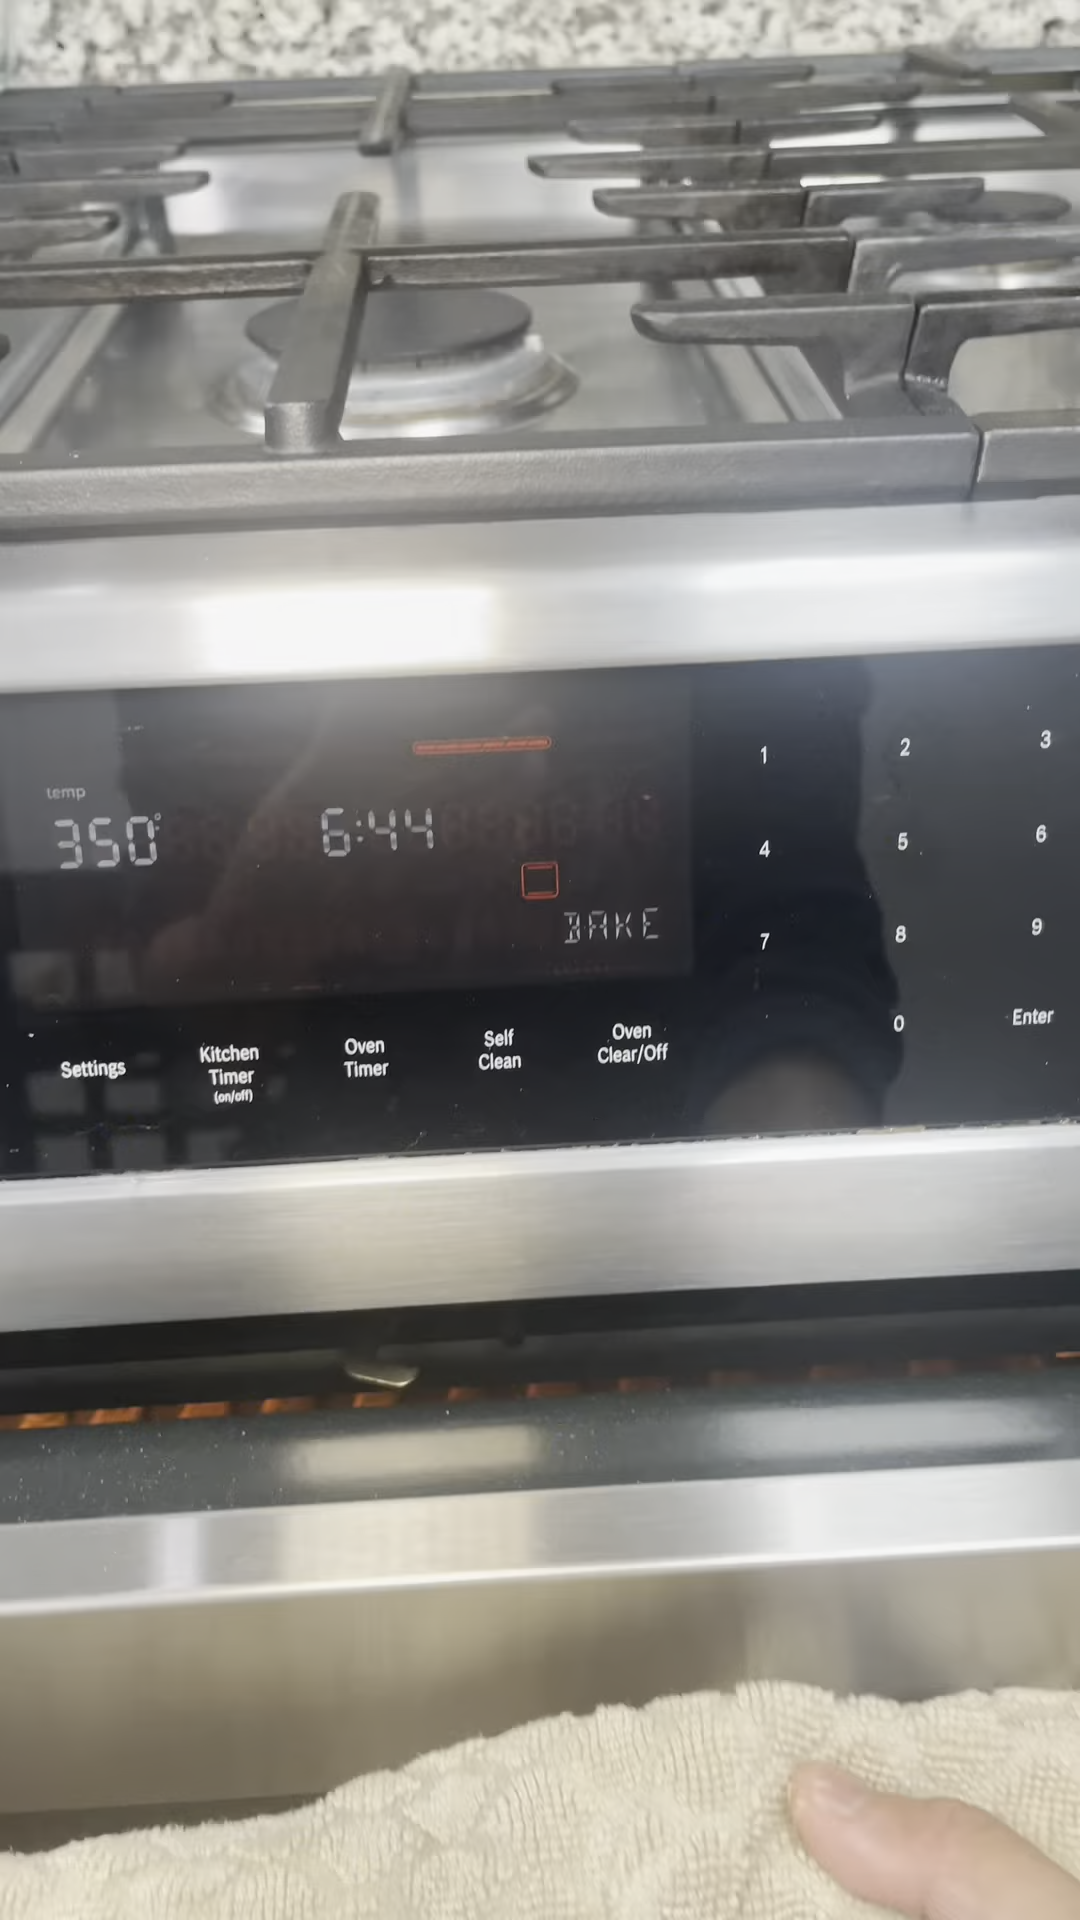 temp
350°
6:44
BAKE
1 2 3
4 5 6
7 8 9
0 Enter
Settings
Kitchen
Timer
(on/off)
Oven
Timer
Self
Clean
Oven
Clear/Off